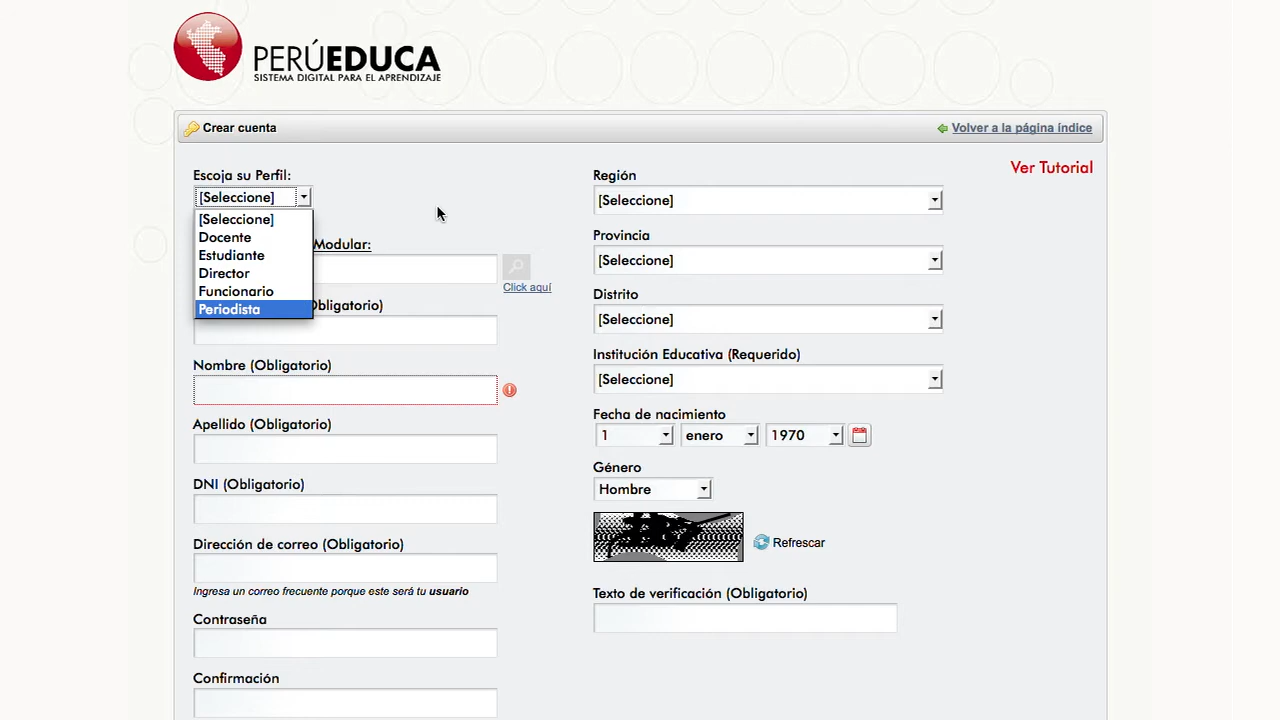 PERÚEDUCA
SISTEMA DIGITAL PARA EL APRENDIZAJE
Crear cuenta
Volver a la página índice
Ver Tutorial
Escoja su Perfil:
[Seleccione]
[Seleccione]
Docente
Estudiante
Director
Funcionario
Periodista
Modular:
Click aquí
Obligatorio)
Nombre (Obligatorio)
Apellido (Obligatorio)
DNI (Obligatorio)
Dirección de correo (Obligatorio)
Ingresa un correo frecuente porque este será tu usuario
Contraseña
Confirmación
Región
[Seleccione]
Provincia
[Seleccione]
Distrito
[Seleccione]
Institución Educativa (Requerido)
[Seleccione]
Fecha de nacimiento
1 enero 1970
Género
Hombre
Refrescar
Texto de verificación (Obligatorio)